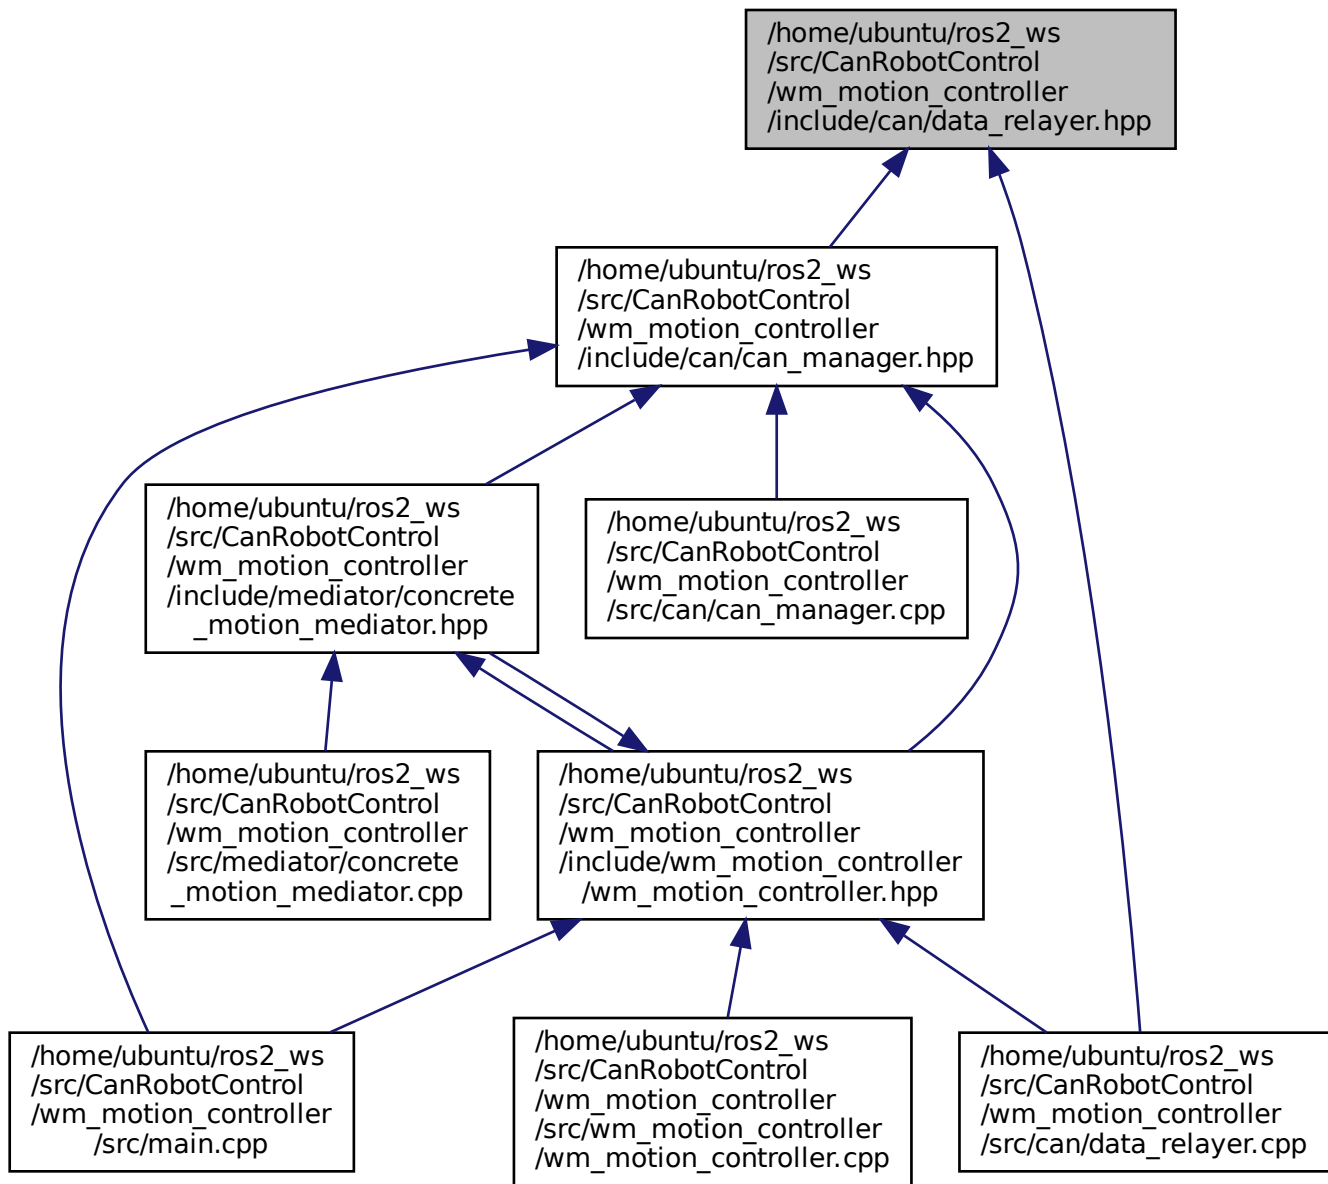 /home/ubuntu/ros2_ws
/src/CanRobotControl
/wm_motion_controller
/include/can/data_relayer.hpp
/home/ubuntu/ros2_ws
/src/CanRobotControl
/wm_motion_controller
/include/can/can_manager.hpp
/home/ubuntu/ros2_ws
/src/CanRobotControl
/wm_motion_controller
/include/mediator/concrete
_motion_mediator.hpp
/home/ubuntu/ros2_ws
/src/CanRobotControl
/wm_motion_controller
/src/can/can_manager.cpp
/home/ubuntu/ros2_ws
/src/CanRobotControl
/wm_motion_controller
/src/mediator/concrete
_motion_mediator.cpp
/home/ubuntu/ros2_ws
/src/CanRobotControl
/wm_motion_controller
/include/wm_motion_controller
/wm_motion_controller.hpp
/home/ubuntu/ros2_ws
/src/CanRobotControl
/wm_motion_controller
/src/main.cpp
/home/ubuntu/ros2_ws
/src/CanRobotControl
/wm_motion_controller
/src/wm_motion_controller
/wm_motion_controller.cpp
/home/ubuntu/ros2_ws
/src/CanRobotControl
/wm_motion_controller
/src/can/data_relayer.cpp